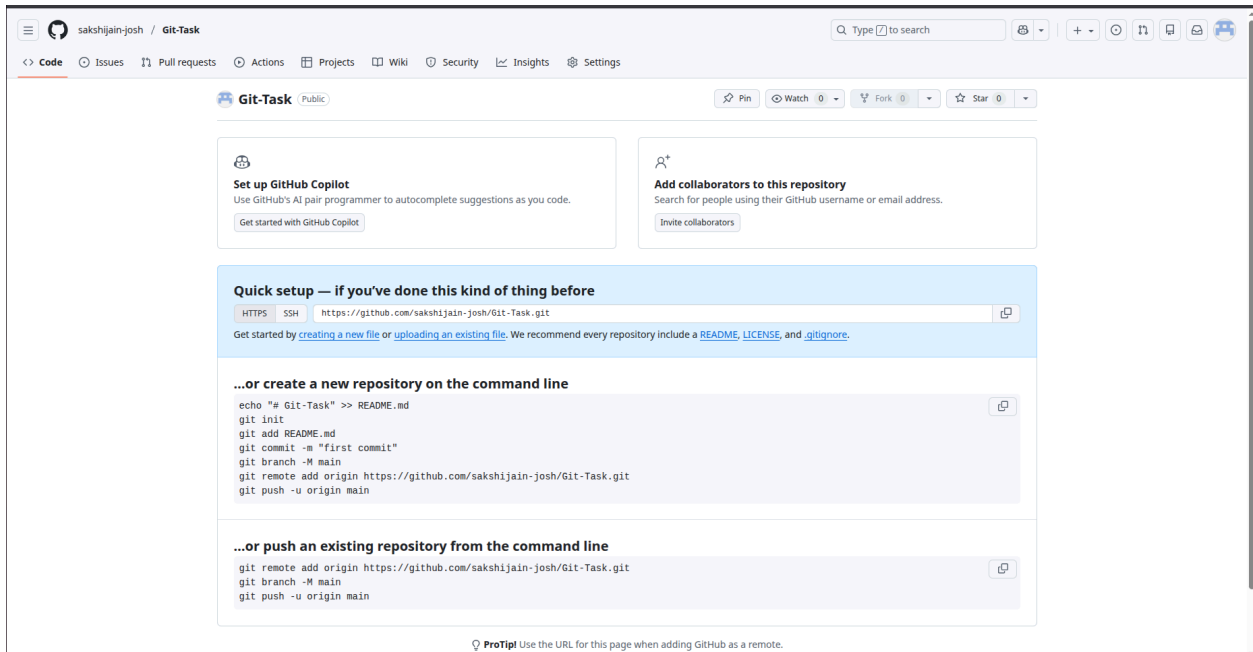 sakshijain-josh / Git-Task
Type / to search
Code Issues Pull requests Actions Projects Wiki Security Insights Settings
Git-Task Public
Pin Watch 0 Fork 0 Star 0
Set up GitHub Copilot
Use GitHub's AI pair programmer to autocomplete suggestions as you code.
Get started with GitHub Copilot
Add collaborators to this repository
Search for people using their GitHub username or email address.
Invite collaborators
Quick setup — if you've done this kind of thing before
HTTPS SSH https://github.com/sakshijain-josh/Git-Task.git
Get started by creating a new file or uploading an existing file. We recommend every repository include a README, LICENSE, and .gitignore.
...or create a new repository on the command line
echo "# Git-Task" >> README.md
git init
git add README.md
git commit -m "first commit"
git branch -M main
git remote add origin https://github.com/sakshijain-josh/Git-Task.git
git push -u origin main
...or push an existing repository from the command line
git remote add origin https://github.com/sakshijain-josh/Git-Task.git
git branch -M main
git push -u origin main
ProTip! Use the URL for this page when adding GitHub as a remote.